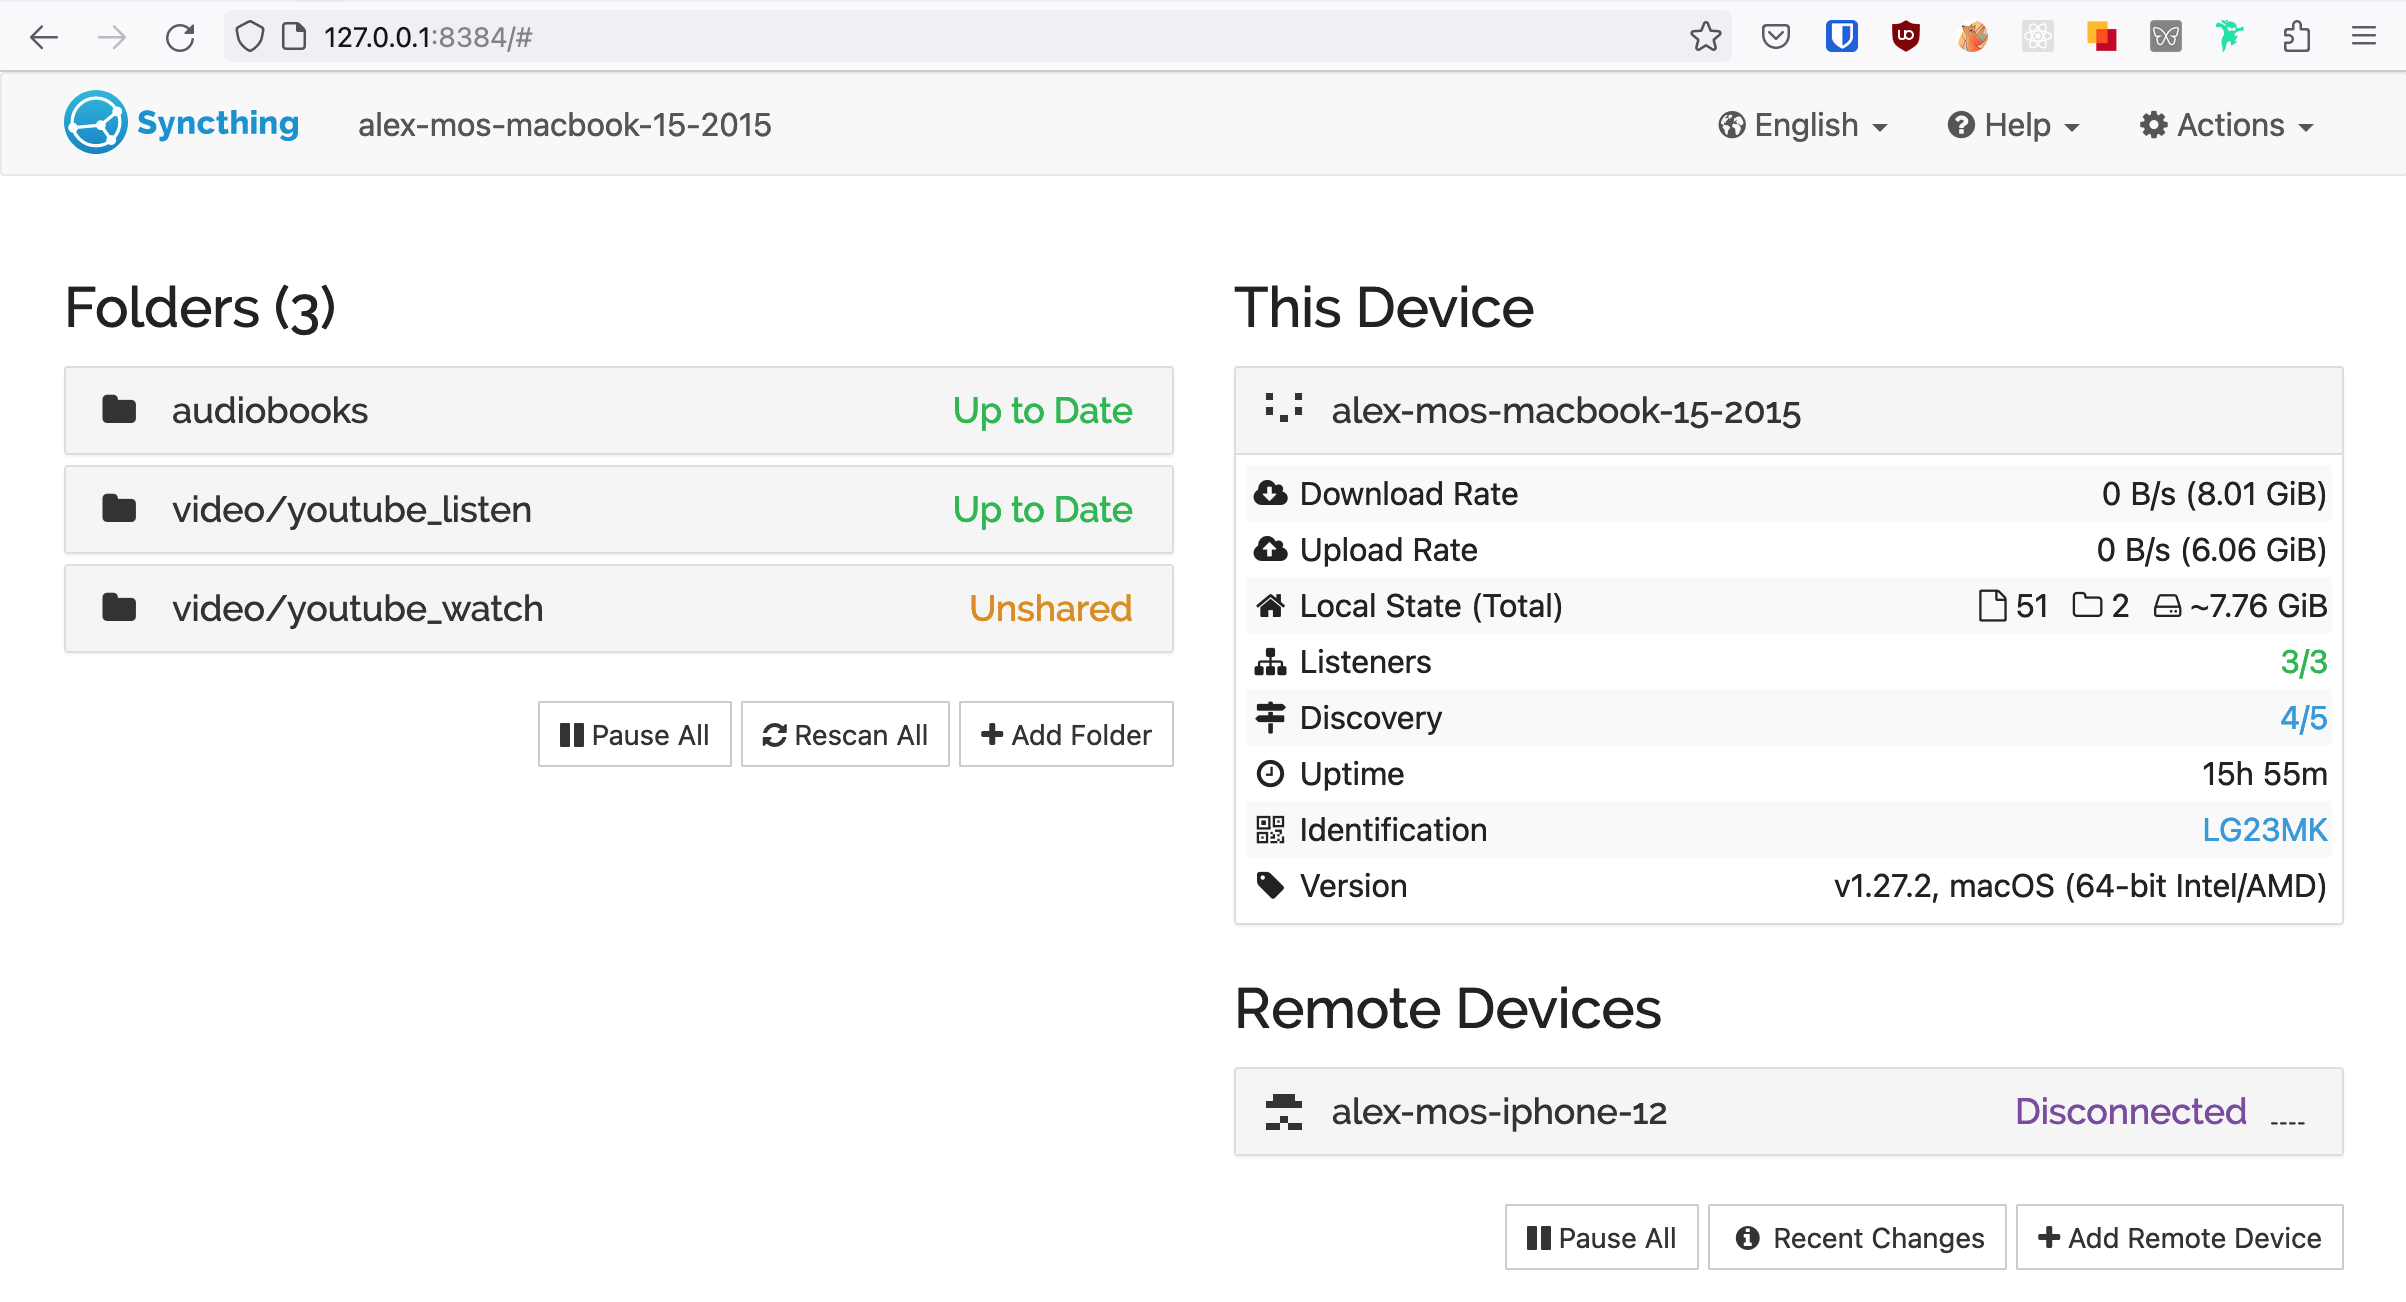 127.0.0.1:8384/#
Syncthing
alex-mos-macbook-15-2015
English
Help
Actions
Folders (3)
audiobooks Up to Date
video/youtube_listen Up to Date
video/youtube_watch Unshared
Pause All
Rescan All
Add Folder
This Device
alex-mos-macbook-15-2015
Download Rate 0 B/s (8.01 GiB)
Upload Rate 0 B/s (6.06 GiB)
Local State (Total) 51 2 ~7.76 GiB
Listeners 3/3
Discovery 4/5
Uptime 15h 55m
Identification LG23MK
Version v1.27.2, macOS (64-bit Intel/AMD)
Remote Devices
alex-mos-iphone-12 Disconnected
Pause All
Recent Changes
Add Remote Device